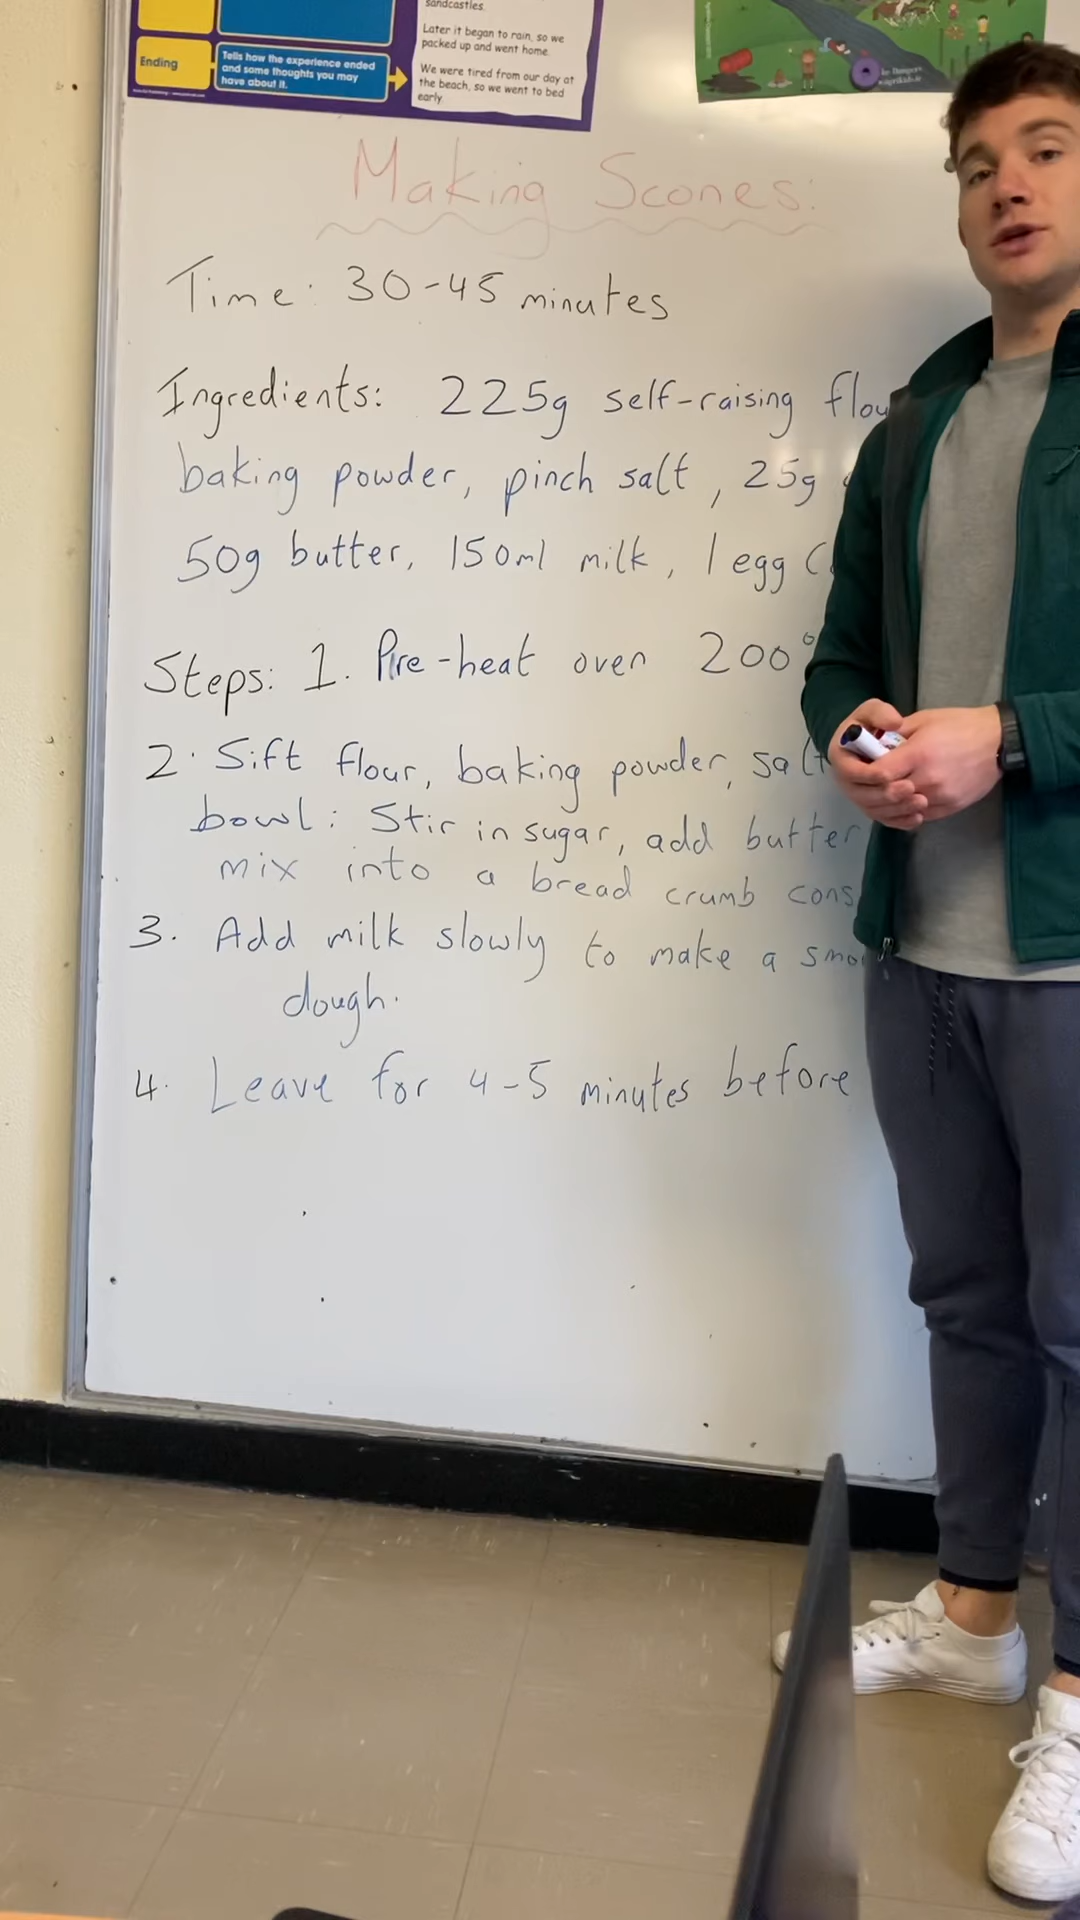 sandcastles.
Later it began to rain, so we
packed up and went home.
Ending
Tells how the experience ended
and some thoughts you may
have about it.
We were tired from our day at
the beach, so we went to bed
early.
Making Scones:
Time: 30-45 minutes
Ingredients: 225g self-raising flou
baking powder, pinch salt, 25g
50g butter, 150ml milk, 1 egg (
Steps: 1. Pre-heat oven 200°
2. Sift flour, baking powder, salt
bowl: Stir in sugar, add butter
mix into a bread crumb cons
3. Add milk slowly to make a smo
dough.
4. Leave for 4-5 minutes before